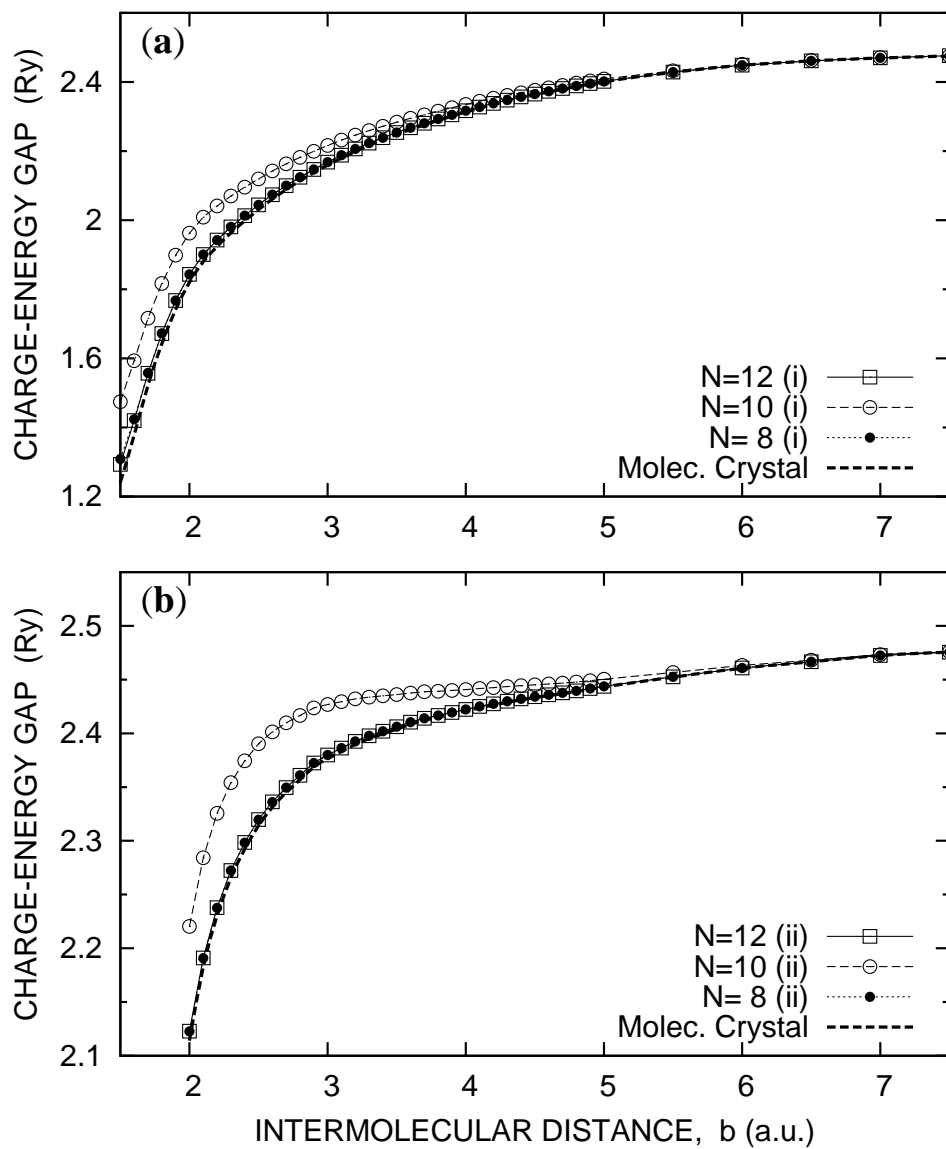 (a)
CHARGE-ENERGY GAP (Ry)
2.4
2
1.6
1.2
N=12 (i)
N=10 (i)
N= 8 (i)
Molec. Crystal
2 3 4 5 6 7
(b)
CHARGE-ENERGY GAP (Ry)
2.5
2.4
2.3
2.2
2.1
N=12 (ii)
N=10 (ii)
N= 8 (ii)
Molec. Crystal
2 3 4 5 6 7
INTERMOLECULAR DISTANCE, b (a.u.)